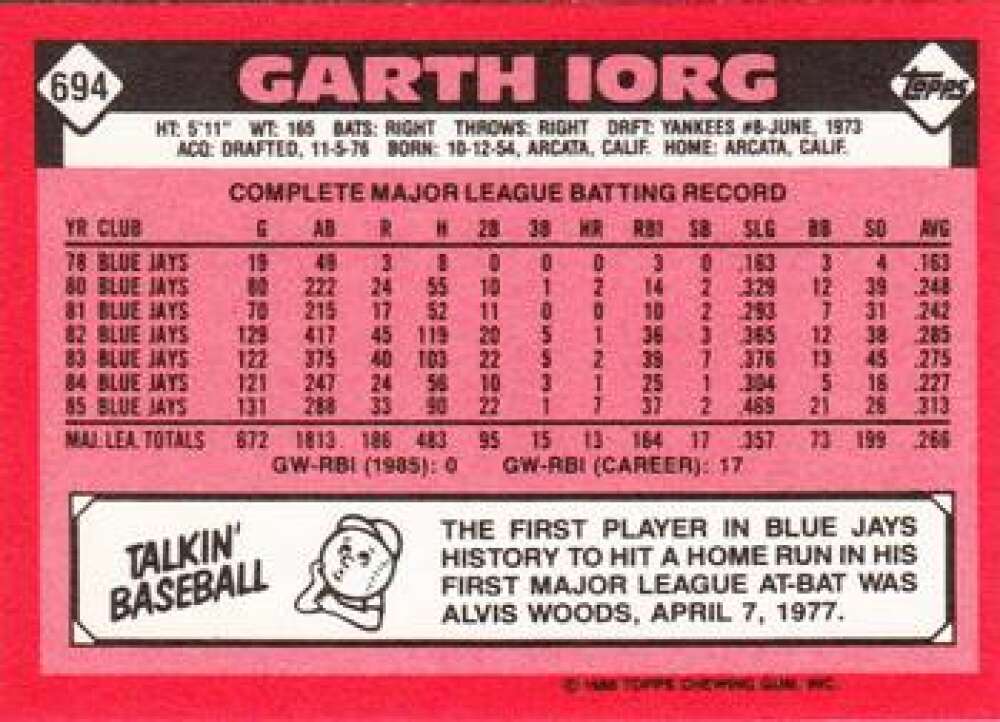 694 GARTH IORG Topps
HT: 5'11" WT: 165 BATS: RIGHT THROWS: RIGHT DRFT: YANKEES #8-JUNE, 1973
ACQ: DRAFTED, 11-5-76 BORN: 10-12-54, ARCATA, CALIF. HOME: ARCATA, CALIF.
COMPLETE MAJOR LEAGUE BATTING RECORD
YR CLUB G AB R H 2B 3B HR RBI SB SLG BB SO AVG
78 BLUE JAYS 19 49 3 8 0 0 0 3 0 .163 3 4 .163
80 BLUE JAYS 80 222 24 55 10 1 2 14 2 .329 12 39 .248
81 BLUE JAYS 70 215 17 52 11 0 0 10 2 .293 7 31 .242
82 BLUE JAYS 129 417 45 119 20 5 1 36 3 .365 12 38 .285
83 BLUE JAYS 122 375 40 103 22 5 2 39 7 .376 13 45 .275
84 BLUE JAYS 121 247 24 56 10 3 1 25 1 .304 5 16 .227
85 BLUE JAYS 131 288 33 90 22 1 7 37 2 .469 21 26 .313
MAJ. LEA. TOTALS 672 1813 186 483 95 15 13 164 17 .357 73 199 .266
GW-RBI (1985): 0 GW-RBI (CAREER): 17
TALKIN'
BASEBALL
THE FIRST PLAYER IN BLUE JAYS
HISTORY TO HIT A HOME RUN IN HIS
FIRST MAJOR LEAGUE AT-BAT WAS
ALVIS WOODS, APRIL 7, 1977.
© 1986 TOPPS CHEWING GUM, INC.